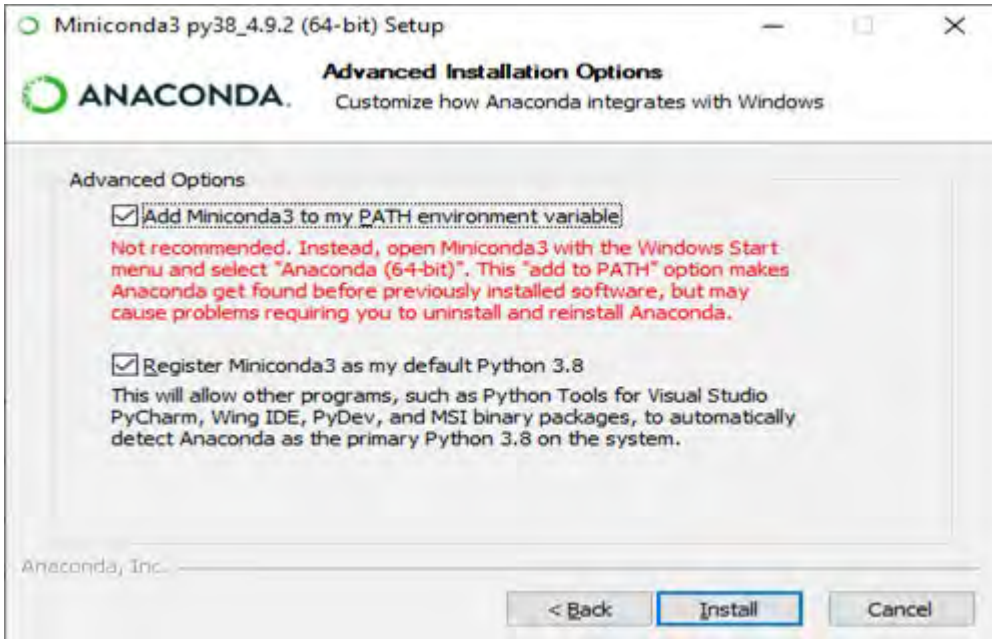 Miniconda3 py38_4.9.2 (64-bit) Setup
ANACONDA.
Advanced Installation Options
Customize how Anaconda integrates with Windows
Advanced Options
Add Miniconda3 to my PATH environment variable
Not recommended. Instead, open Miniconda3 with the Windows Start
menu and select "Anaconda (64-bit)". This "add to PATH" option makes
Anaconda get found before previously installed software, but may
cause problems requiring you to uninstall and reinstall Anaconda.
Register Miniconda3 as my default Python 3.8
This will allow other programs, such as Python Tools for Visual Studio
PyCharm, Wing IDE, PyDev, and MSI binary packages, to automatically
detect Anaconda as the primary Python 3.8 on the system.
Anaconda, Inc.
< Back
Install
Cancel